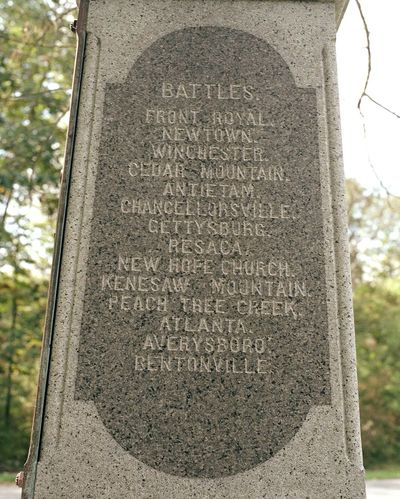 BATTLES.
FRONT ROYAL.
NEWTOWN.
WINCHESTER.
CEDAR MOUNTAIN.
ANTIETAM.
CHANCELLORSVILLE.
GETTYSBURG.
RESACA.
NEW HOPE CHURCH.
KENESAW MOUNTAIN.
PEACH TREE CREEK.
ATLANTA.
AVERYSBORO.
BENTONVILLE.